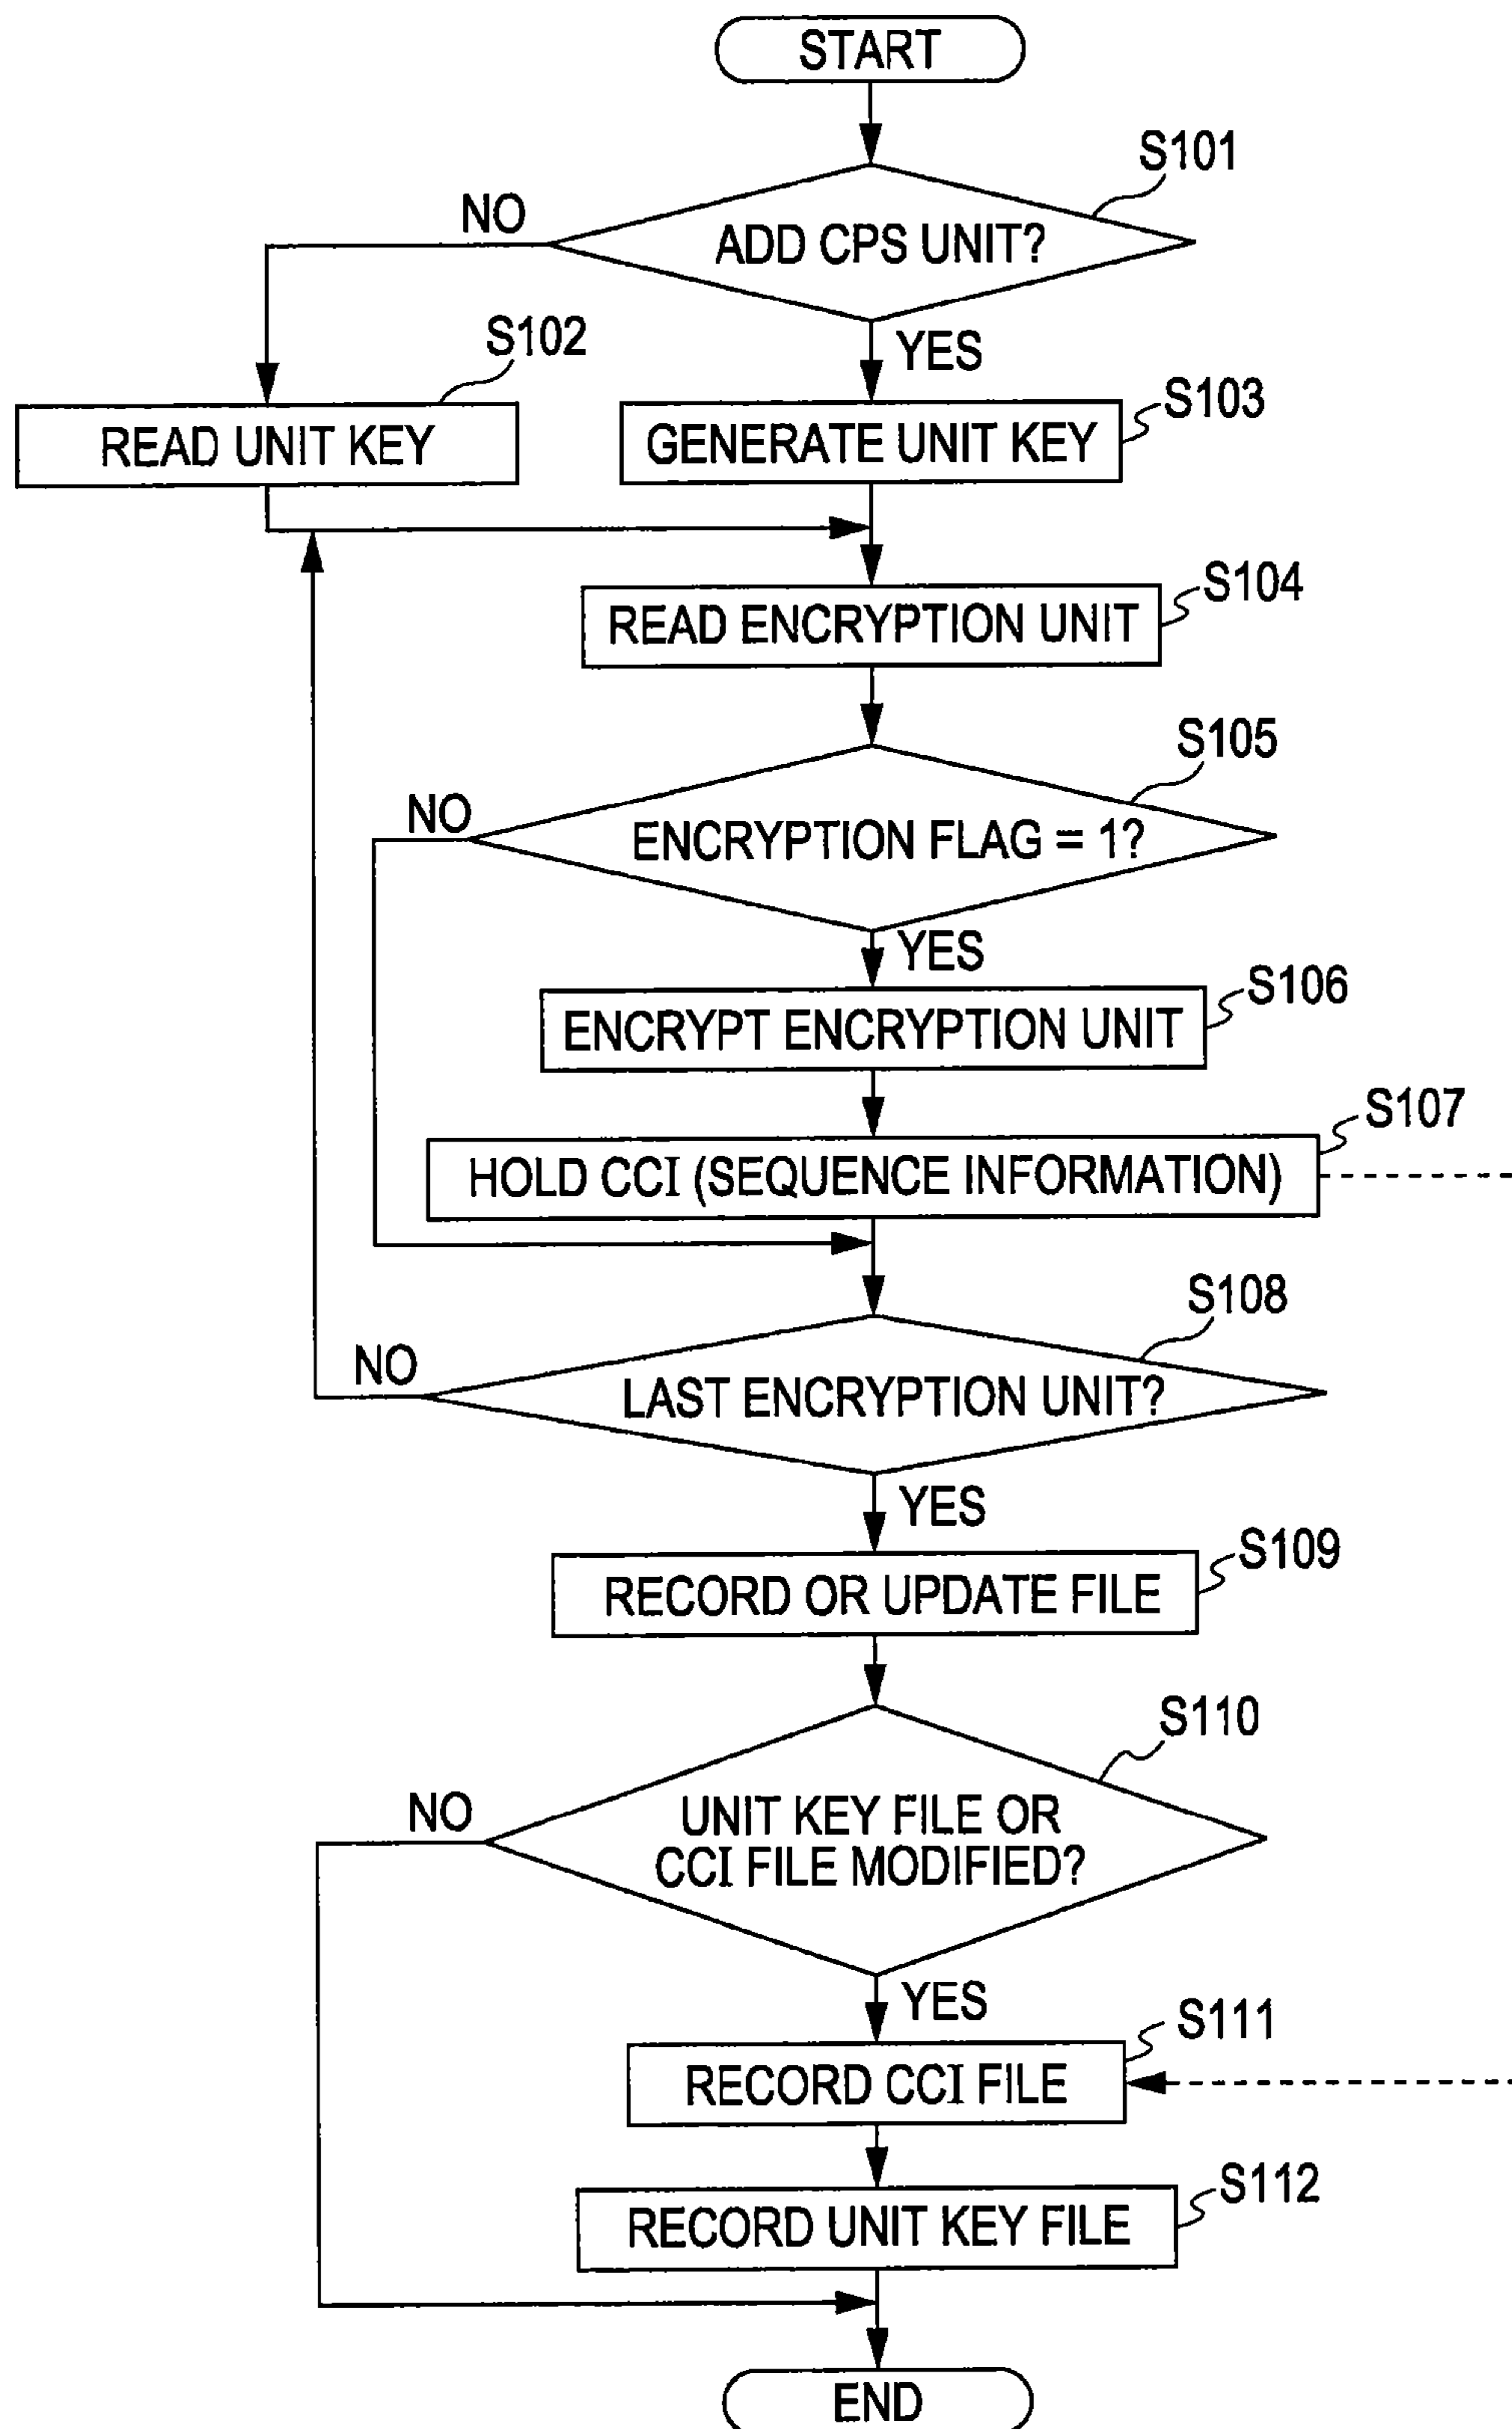 START
S101
NO
ADD CPS UNIT?
YES
S102
S103
READ UNIT KEY
GENERATE UNIT KEY
S104
READ ENCRYPTION UNIT
S105
NO
ENCRYPTION FLAG = 1?
YES
S106
ENCRYPT ENCRYPTION UNIT
S107
HOLD CCI (SEQUENCE INFORMATION)
S108
NO
LAST ENCRYPTION UNIT?
YES
S109
RECORD OR UPDATE FILE
S110
NO
UNIT KEY FILE OR
CCI FILE MODIFIED?
YES
S111
RECORD CCI FILE
S112
RECORD UNIT KEY FILE
END